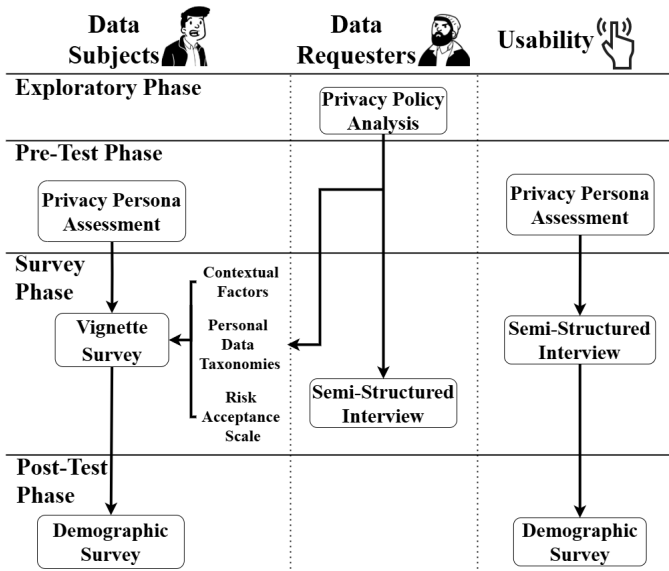 Data
Subjects
Data
Requesters
Usability
Exploratory Phase
Privacy Policy
Analysis
Pre-Test Phase
Privacy Persona
Assessment
Privacy Persona
Assessment
Survey
Phase
Contextual
Factors
Vignette
Survey
Personal
Data
Taxonomies
Semi-Structured
Interview
Risk
Acceptance
Scale
Semi-Structured
Interview
Post-Test
Phase
Demographic
Survey
Demographic
Survey